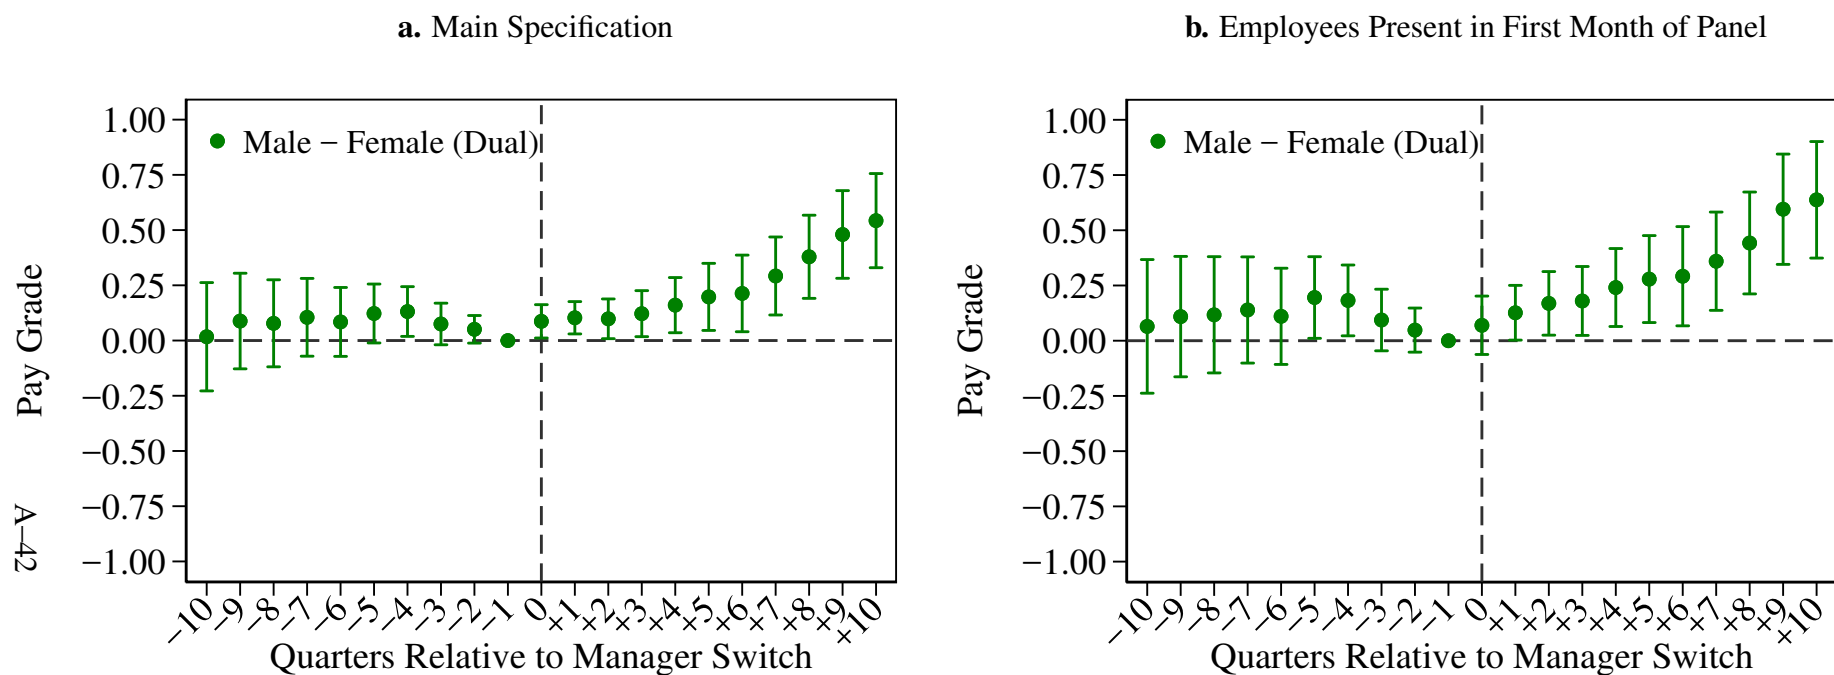 a. Main Specification
1.00
0.75
0.50
0.25
0.00
−0.25
−0.50
−0.75
−1.00
Pay Grade
Male − Female (Dual)
−10 −9 −8 −7 −6 −5 −4 −3 −2 −1 0 +1 +2 +3 +4 +5 +6 +7 +8 +9 +10
Quarters Relative to Manager Switch
b. Employees Present in First Month of Panel
1.00
0.75
0.50
0.25
0.00
−0.25
−0.50
−0.75
−1.00
Pay Grade
Male − Female (Dual)
−10 −9 −8 −7 −6 −5 −4 −3 −2 −1 0 +1 +2 +3 +4 +5 +6 +7 +8 +9 +10
Quarters Relative to Manager Switch
A–42